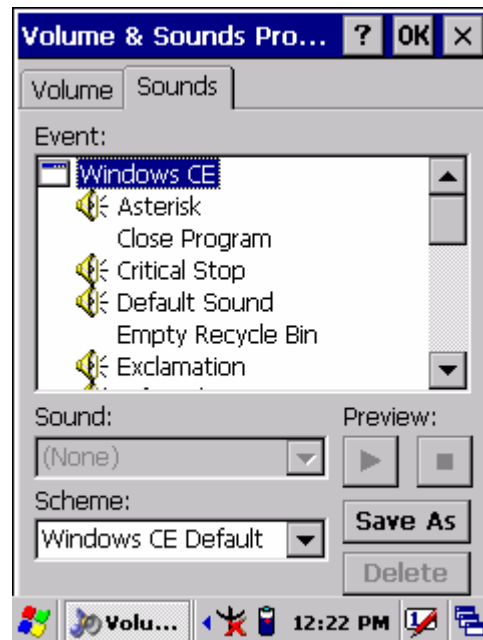 Volume & Sounds Pro... ? OK ×
Volume Sounds
Event:
Windows CE
Asterisk
Close Program
Critical Stop
Default Sound
Empty Recycle Bin
Exclamation
Sound:
Preview:
(None)
Scheme:
Save As
Windows CE Default
Delete
Volu... 12:22 PM